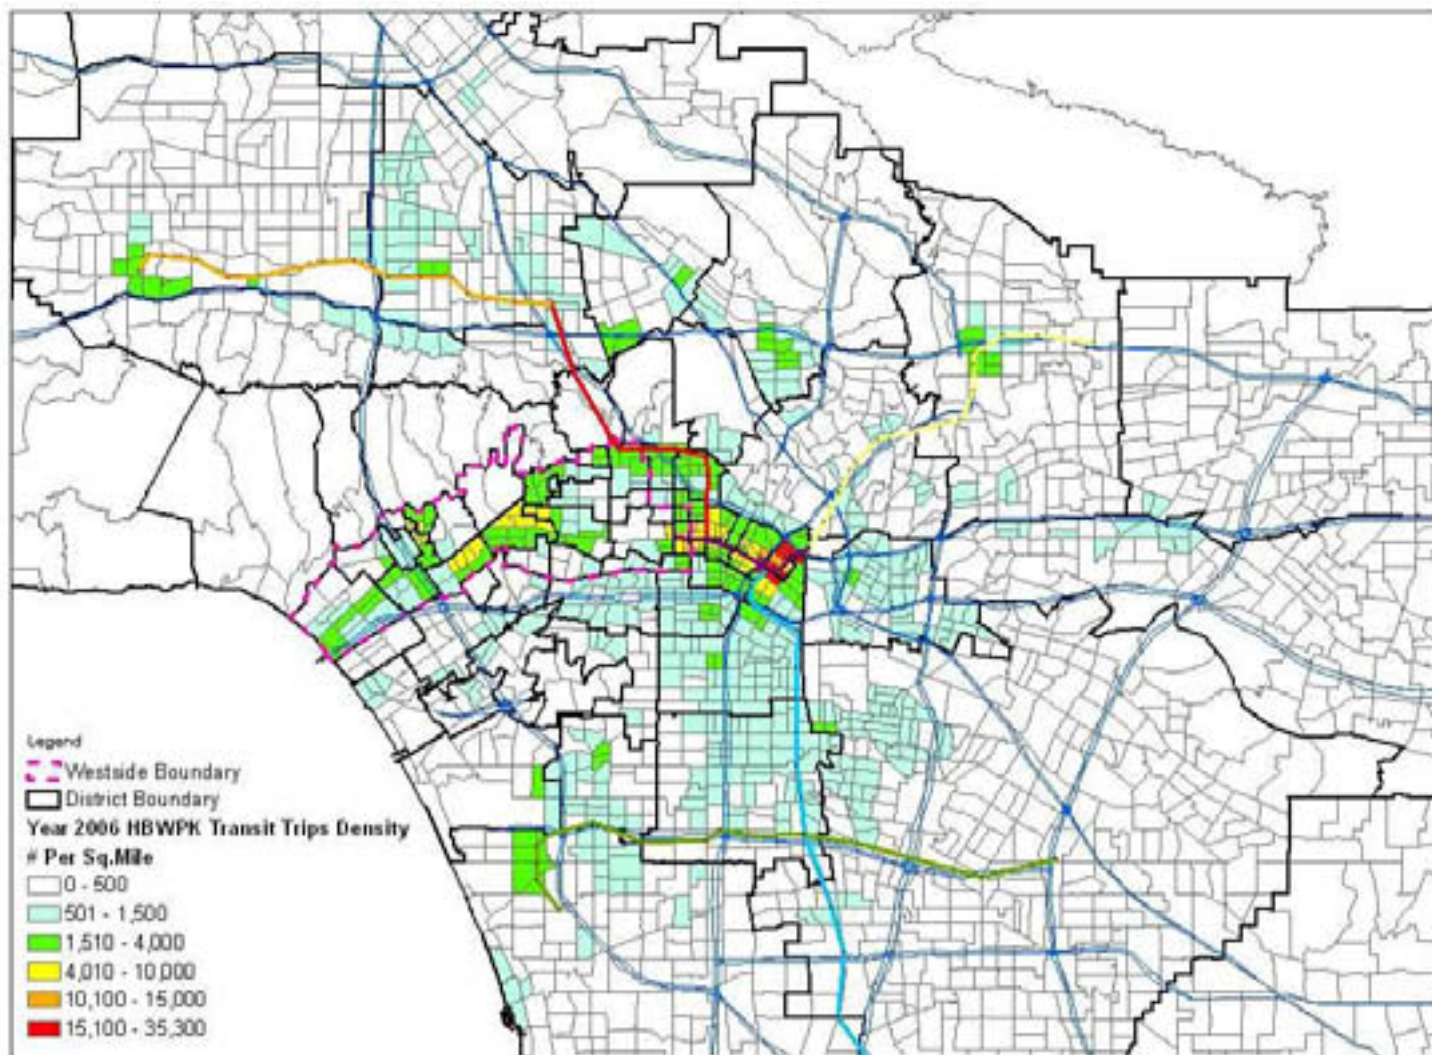 Legend
Westside Boundary
District Boundary
Year 2006 HBWPK Transit Trips Density
# Per Sq.Mile
0 - 500
501 - 1,500
1,510 - 4,000
4,010 - 10,000
10,100 - 15,000
15,100 - 35,300